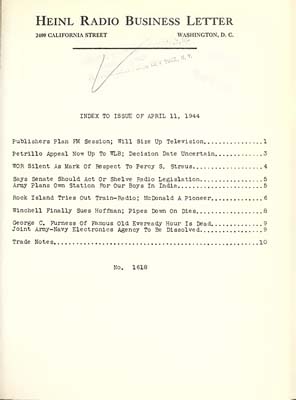 HEINL RADIO BUSINESS LETTER
2400 CALIFORNIA STREET WASHINGTON, D. C.
INDEX TO ISSUE OF APRIL 11, 1944
Publishers Plan FM Session; Will Size Up Television...............1
Petrillo Appeal Now Up To WLB; Decision Date Uncertain............3
WOR Silent As Mark Of Respect To Percy S. Straus..................4
Says Senate Should Act Or Shelve Radio Legislation................5
Army Plans Own Station For Our Boys In India......................5
Rock Island Tries Out Train-Radio; McDonald A Pioneer.............6
Winchell Finally Sues Hoffman; Pipes Down On Dies.................8
George C. Furness Of Famous Old Eveready Hour Is Dead.............9
Joint Army-Navy Electronics Agency To Be Dissolved................9
Trade Notes......................................................10
No. 1618